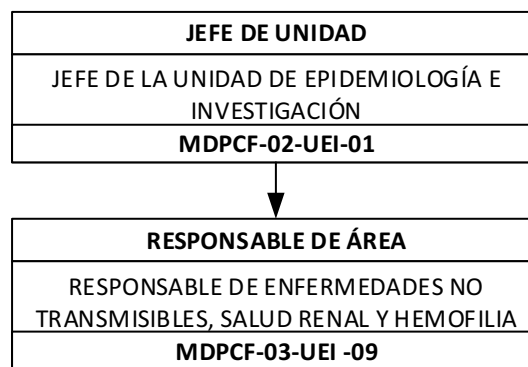 JEFE DE UNIDAD
JEFE DE LA UNIDAD DE EPIDEMIOLOGÍA E
INVESTIGACIÓN
MDPCF-02-UEI-01
RESPONSABLE DE ÁREA
RESPONSABLE DE ENFERMEDADES NO
TRANSMISIBLES, SALUD RENAL Y HEMOFILIA
MDPCF-03-UEI -09